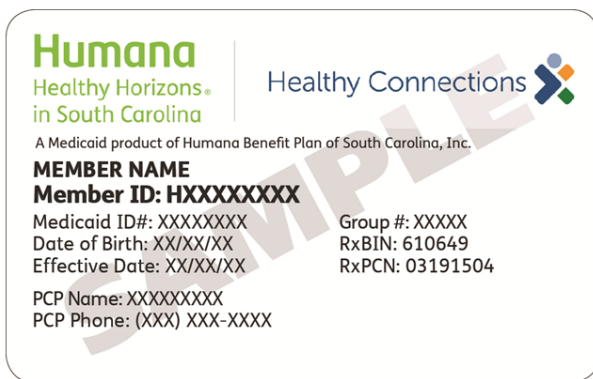 Humana
Healthy Horizons®
in South Carolina
Healthy Connections
A Medicaid product of Humana Benefit Plan of South Carolina, Inc.
MEMBER NAME
Member ID: HXXXXXXXX
Medicaid ID#: XXXXXXXX
Group #: XXXXX
Date of Birth: XX/XX/XX
RxBIN: 610649
Effective Date: XX/XX/XX
RxPCN: 03191504
PCP Name: XXXXXXXXX
PCP Phone: (XXX) XXX-XXXX
SAMPLE